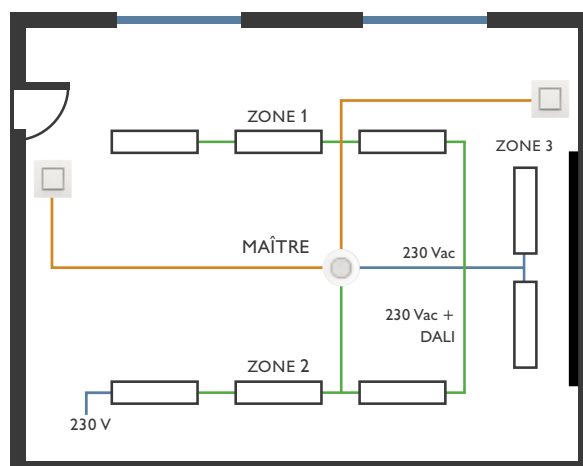 ZONE 1
ZONE 3
MAÎTRE
230 Vac
230 Vac +
DALI
ZONE 2
230 V